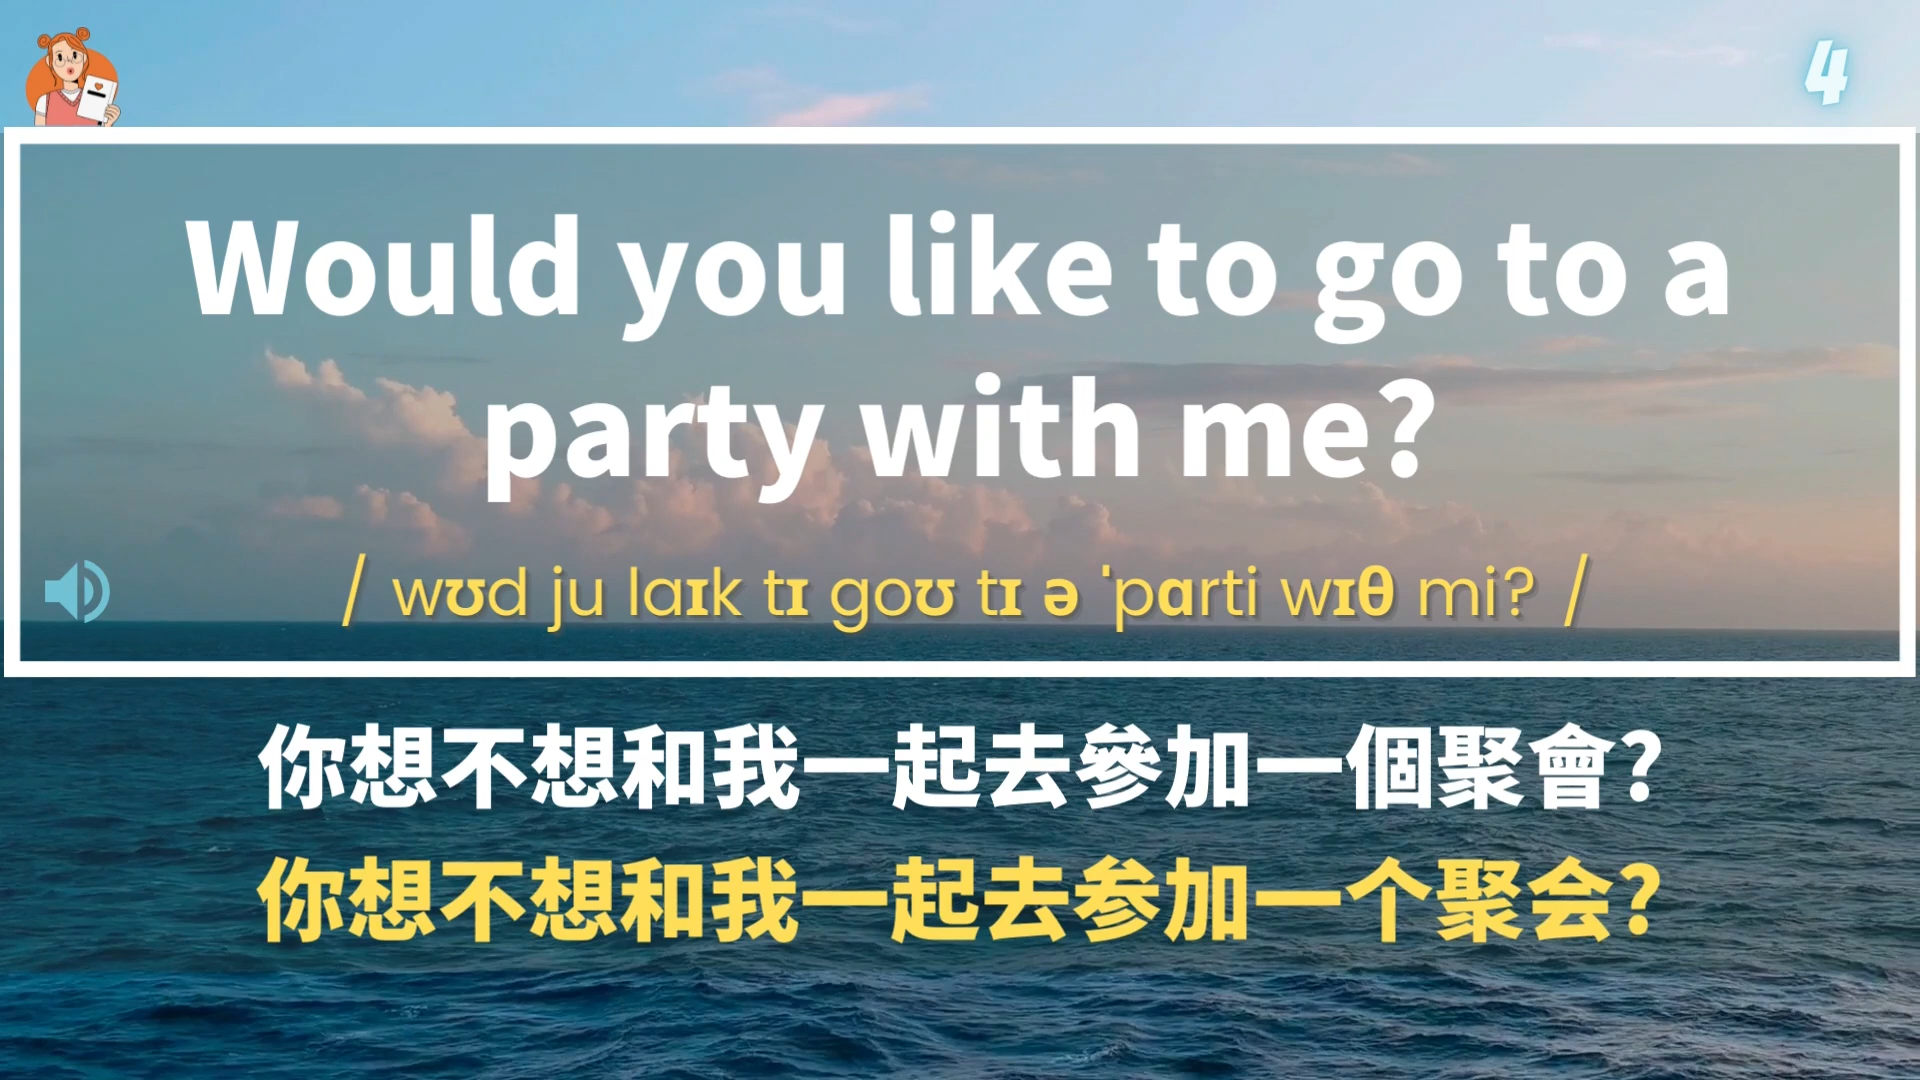 4
Would you like to go to a
party with me?
/ wʊd ju laɪk tɪ goʊ tɪ ə ˈpɑrti wɪθ mi? /
你想不想和我一起去參加一個聚會?
你想不想和我一起去参加一个聚会?